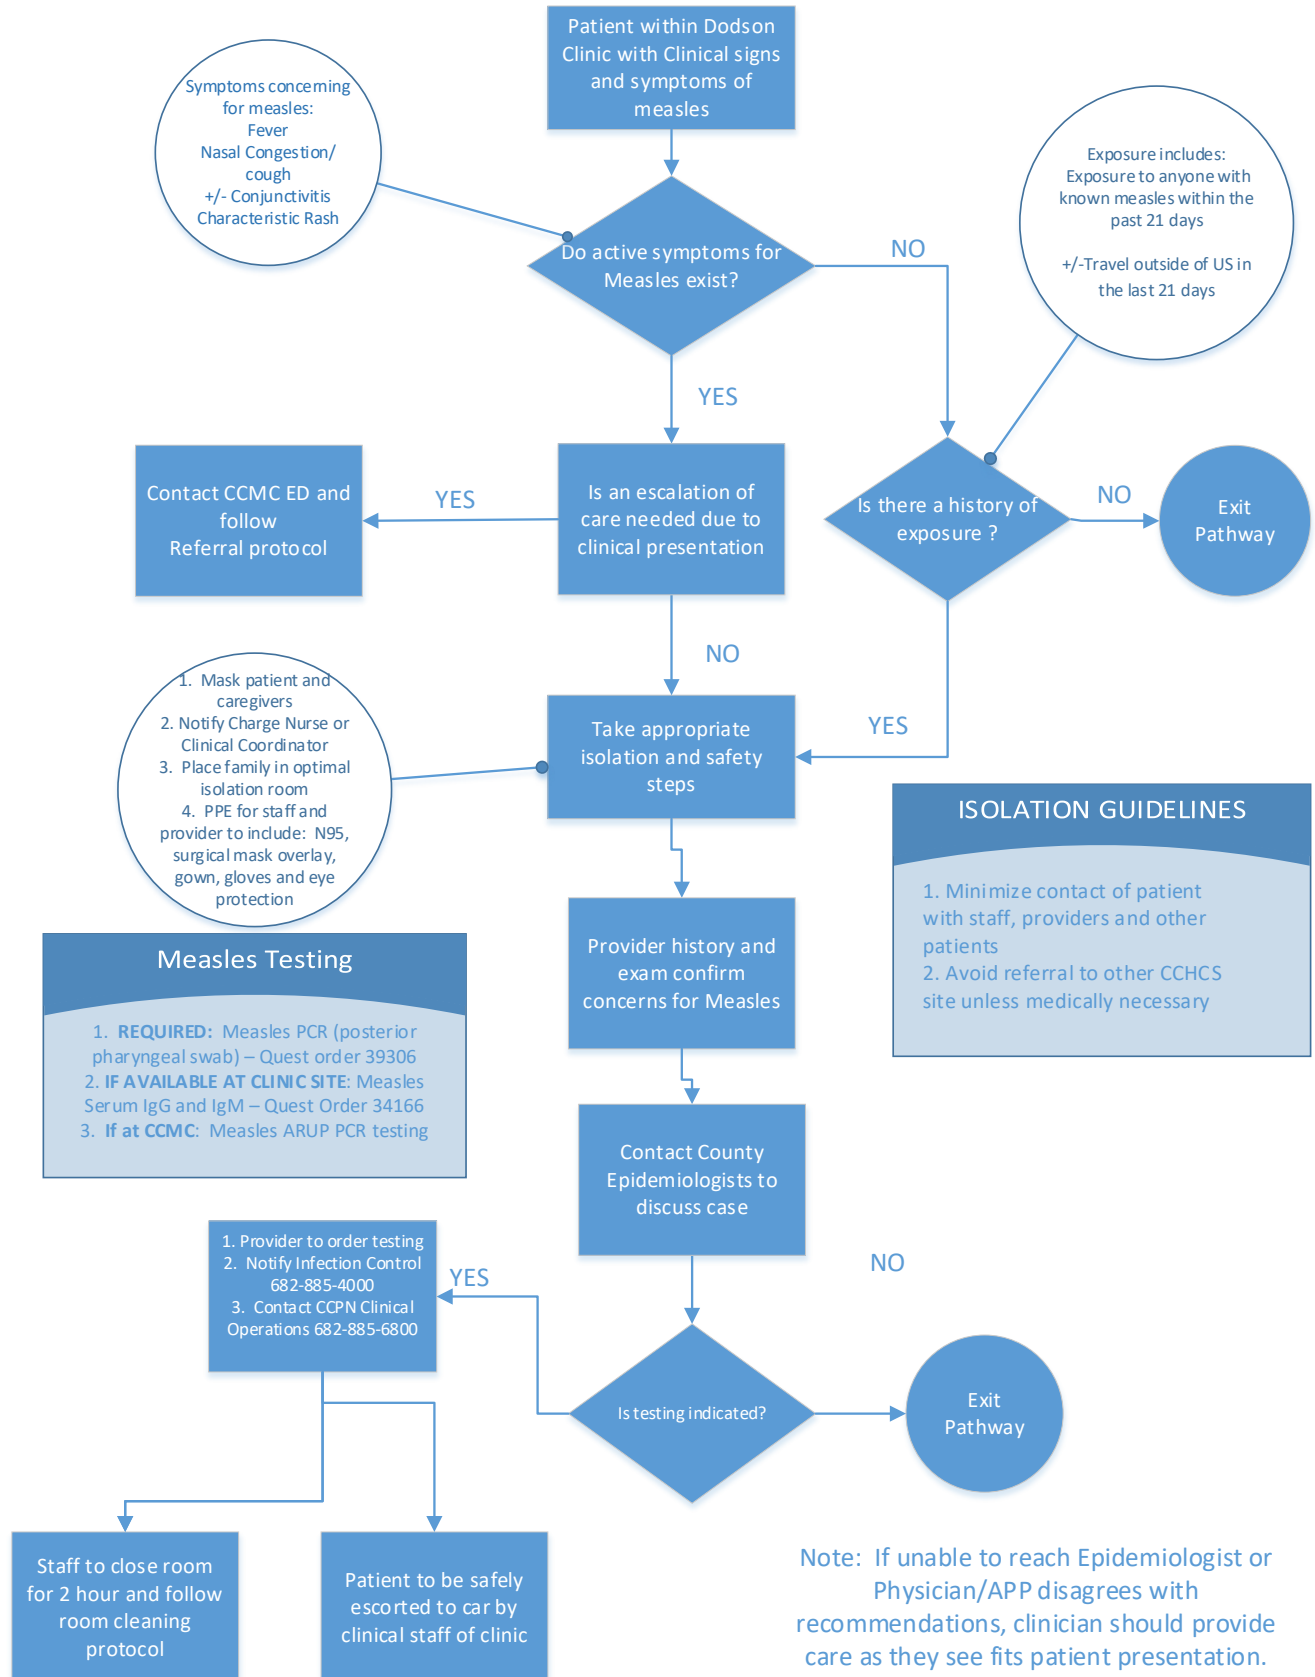 Patient within Dodson
Clinic with Clinical signs
and symptoms of
measles
Symptoms concerning
for measles:
Fever
Nasal Congestion/
cough
+/- Conjunctivitis
Characteristic Rash
Exposure includes:
Exposure to anyone with
known measles within the
past 21 days
+/-Travel outside of US in
the last 21 days
Do active symptoms for
Measles exist?
NO
YES
Contact CCMC ED and
follow
Referral protocol
YES
Is an escalation of
care needed due to
clinical presentation
Is there a history of
exposure ?
NO
Exit
Pathway
NO
1. Mask patient and
caregivers
2. Notify Charge Nurse or
Clinical Coordinator
3. Place family in optimal
isolation room
4. PPE for staff and
provider to include: N95,
surgical mask overlay,
gown, gloves and eye
protection
Take appropriate
isolation and safety
steps
YES
ISOLATION GUIDELINES
1. Minimize contact of patient
with staff, providers and other
patients
2. Avoid referral to other CCHCS
site unless medically necessary
Provider history and
exam confirm
concerns for Measles
Measles Testing
1. REQUIRED: Measles PCR (posterior
pharyngeal swab) – Quest order 39306
2. IF AVAILABLE AT CLINIC SITE: Measles
Serum IgG and IgM – Quest Order 34166
3. If at CCMC: Measles ARUP PCR testing
Contact County
Epidemiologists to
discuss case
1. Provider to order testing
2. Notify Infection Control
682-885-4000
3. Contact CCPN Clinical
Operations 682-885-6800
YES
NO
Is testing indicated?
Exit
Pathway
Staff to close room
for 2 hour and follow
room cleaning
protocol
Patient to be safely
escorted to car by
clinical staff of clinic
Note: If unable to reach Epidemiologist or
Physician/APP disagrees with
recommendations, clinician should provide
care as they see fits patient presentation.